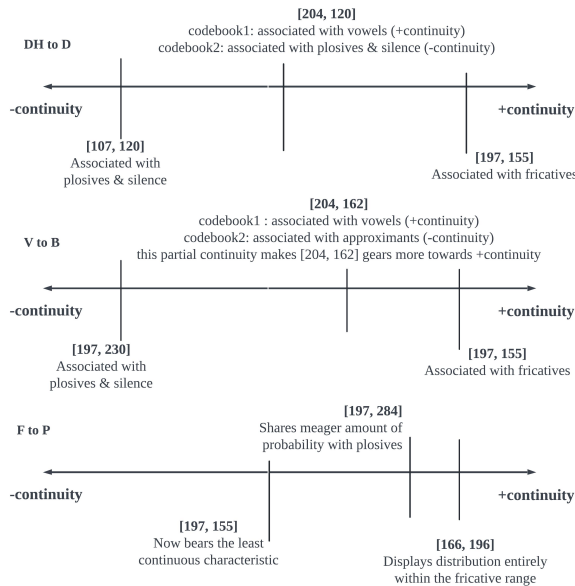 [204, 120]
codebook1: associated with vowels (+continuity)
DH to D
codebook2: associated with plosives & silence (-continuity)
-continuity
+continuity
[107, 120]
Associated with
plosives & silence
[197, 155]
Associated with fricatives
[204, 162]
codebook1 : associated with vowels (+continuity)
V to B
codebook2: associated with approximants (-continuity)
this partial continuity makes [204, 162] gears more towards +continuity
-continuity
+continuity
[197, 230]
Associated with
plosives & silence
[197, 155]
Associated with fricatives
F to P
[197, 284]
Shares meager amount of
probability with plosives
-continuity
+continuity
[197, 155]
Now bears the least
continuous characteristic
[166, 196]
Displays distribution entirely
within the fricative range